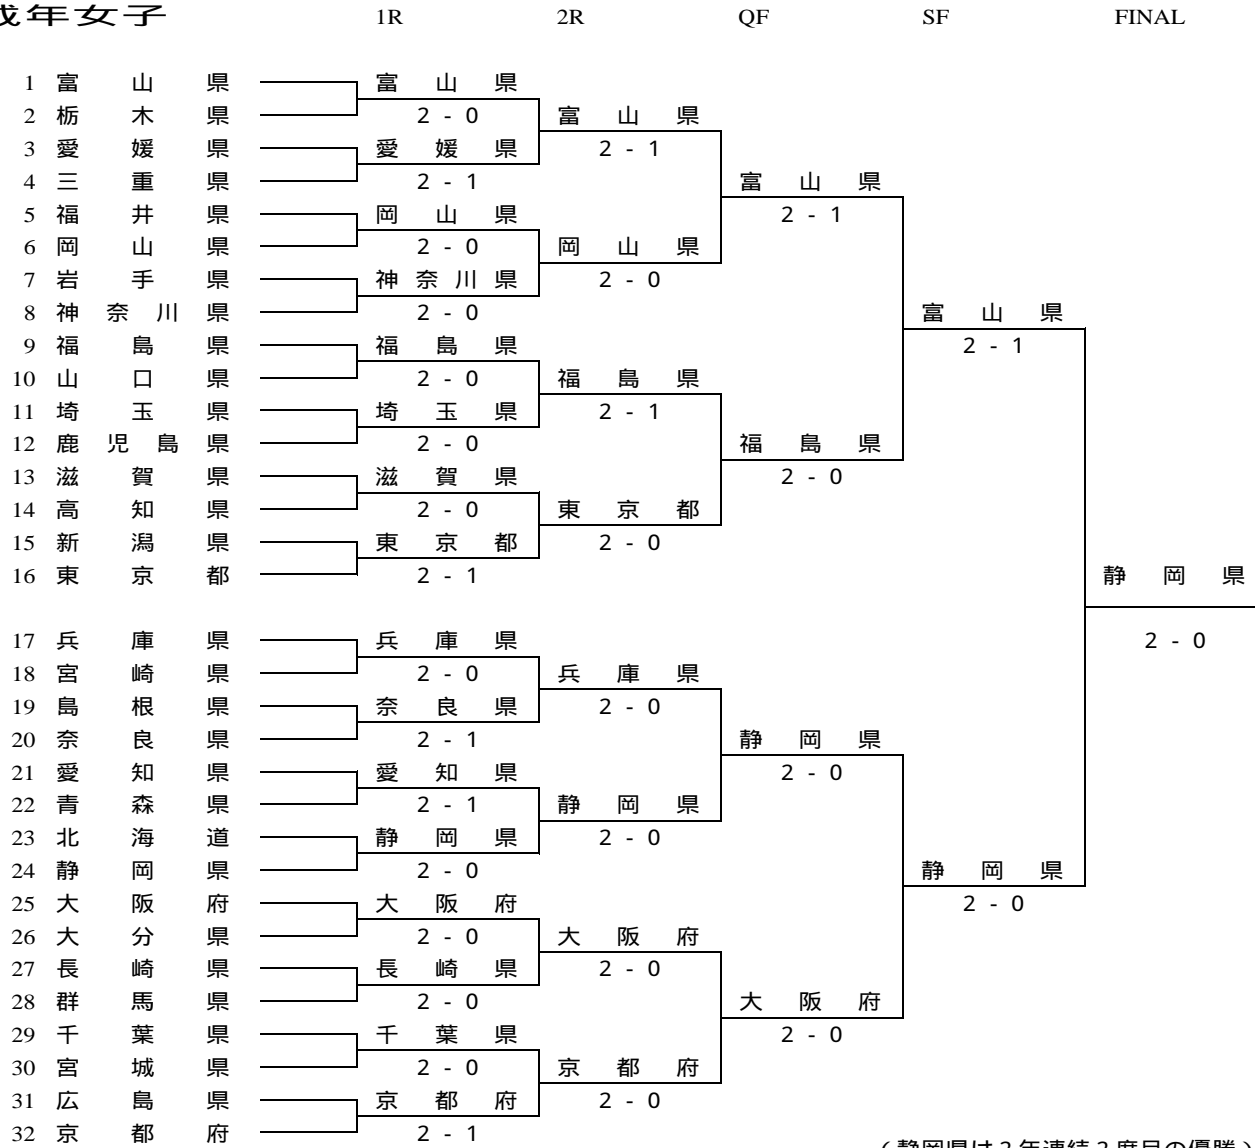 成年女子 1R 2R QF SF FINAL
1 富山県 富山県
2 栃木県 2 - 0 富山県
3 愛媛県 愛媛県 2 - 1
4 三重県 2 - 1 富山県
5 福井県 岡山県 2 - 1
6 岡山県 2 - 0 岡山県
7 岩手県 神奈川県 2 - 0
8 神奈川県 2 - 0 富山県
9 福島県 福島県 2 - 1
10 山口県 2 - 0 福島県
11 埼玉県 埼玉県 2 - 1
12 鹿児島県 2 - 0 福島県
13 滋賀県 滋賀県 2 - 0
14 高知県 2 - 0 東京都
15 新潟県 東京都 2 - 0
16 東京都 2 - 1 静岡県
17 兵庫県 兵庫県 2 - 0
18 宮崎県 2 - 0 兵庫県
19 島根県 奈良県 2 - 0
20 奈良県 2 - 1 静岡県
21 愛知県 愛知県 2 - 0
22 青森県 2 - 1 静岡県
23 北海道 静岡県 2 - 0
24 静岡県 2 - 0 静岡県
25 大阪府 大阪府 2 - 0
26 大分県 2 - 0 大阪府
27 長崎県 長崎県 2 - 0
28 群馬県 2 - 0 大阪府
29 千葉県 千葉県 2 - 0
30 宮城県 2 - 0 京都府
31 広島県 京都府 2 - 0
32 京都府 2 - 1